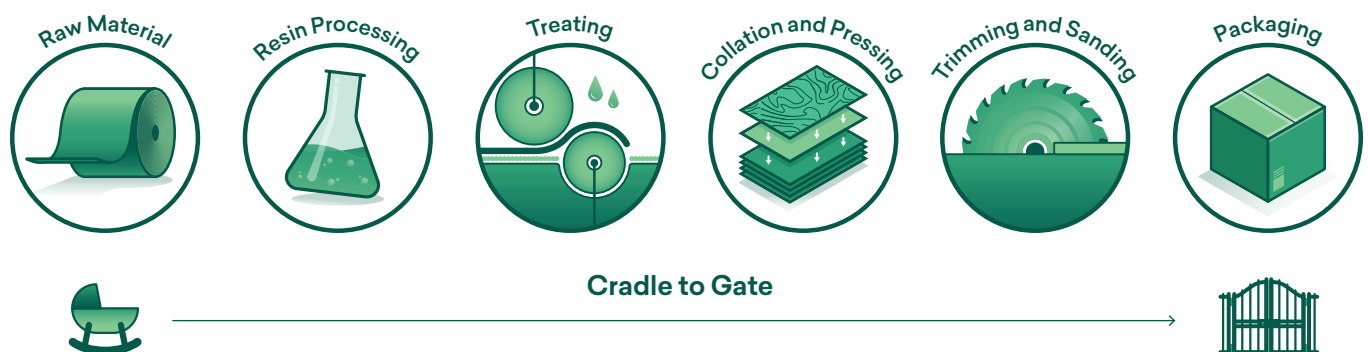 Raw Material
Resin Processing
Treating
Collation and Pressing
Trimming and Sanding
Packaging
Cradle to Gate